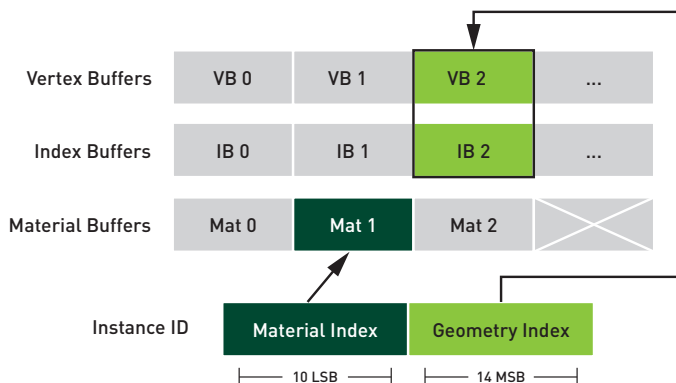 Vertex Buffers VB 0 VB 1 VB 2 ...
Index Buffers IB 0 IB 1 IB 2 ...
Material Buffers Mat 0 Mat 1 Mat 2
Instance ID Material Index Geometry Index
10 LSB 14 MSB